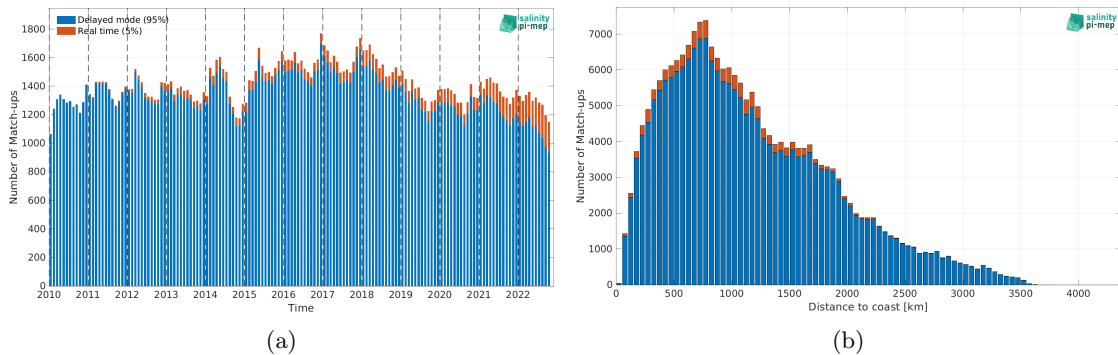 Delayed mode (95%)
Real time (5%)
salinity
pi-mep
Number of Match-ups
1800
1600
1400
1200
1000
800
600
400
200
0
2010 2011 2012 2013 2014 2015 2016 2017 2018 2019 2020 2021 2022
Time
(a)
salinity
pi-mep
Number of Match-ups
7000
6000
5000
4000
3000
2000
1000
0
0 500 1000 1500 2000 2500 3000 3500 4000
Distance to coast [km]
(b)